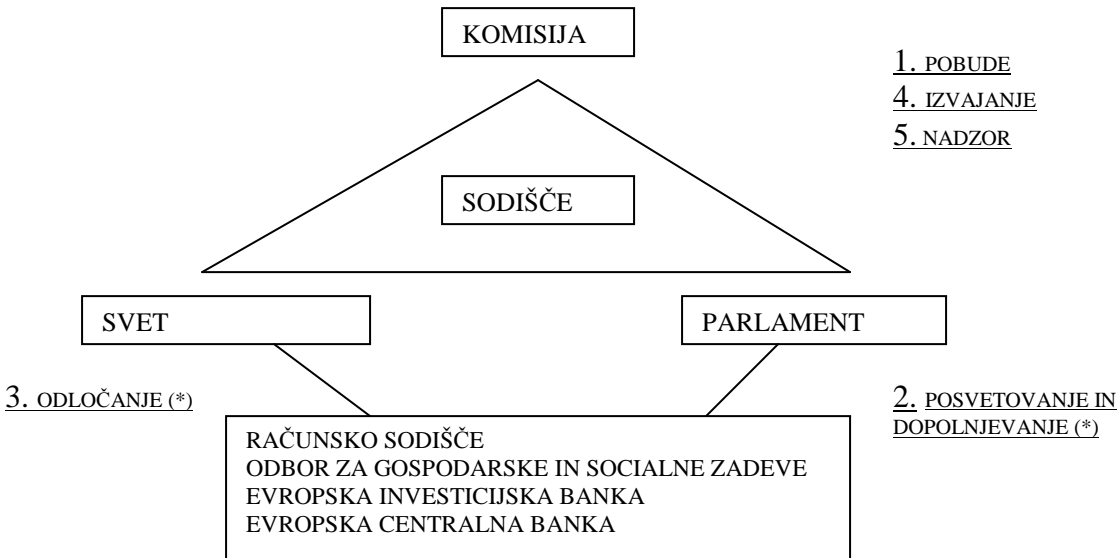 KOMISIJA
1. POBUDE
4. IZVAJANJE
5. NADZOR
SODIŠČE
SVET
PARLAMENT
3. ODLOČANJE (*)
2. POSVETOVANJE IN
DOPOLNJEVANJE (*)
RAČUNSKO SODIŠČE
ODBOR ZA GOSPODARSKE IN SOCIALNE ZADEVE
EVROPSKA INVESTICIJSKA BANKA
EVROPSKA CENTRALNA BANKA